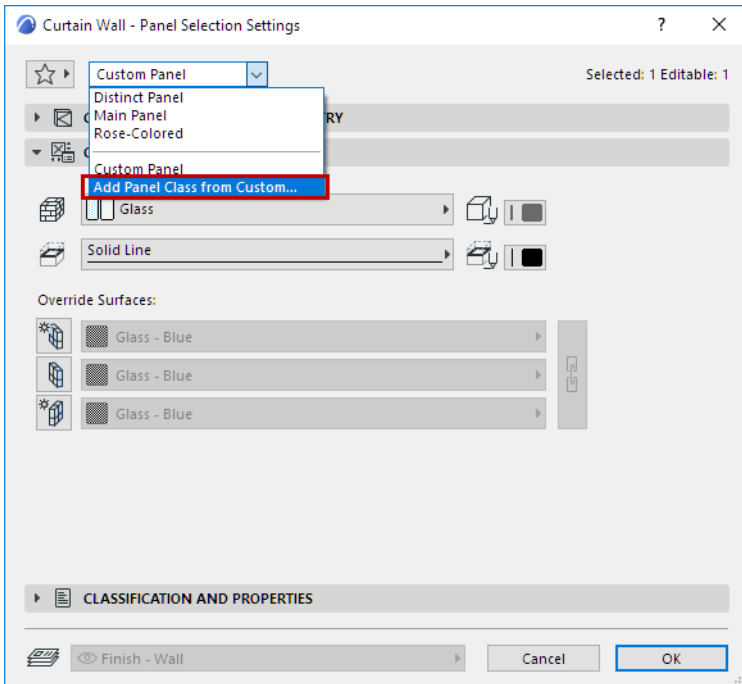 Curtain Wall - Panel Selection Settings ?
Custom Panel
Selected: 1 Editable: 1
Distinct Panel
Main Panel
Rose-Colored
Custom Panel
Add Panel Class from Custom...
Glass
Solid Line
Override Surfaces:
Glass - Blue
Glass - Blue
Glass - Blue
CLASSIFICATION AND PROPERTIES
Finish - Wall
Cancel
OK